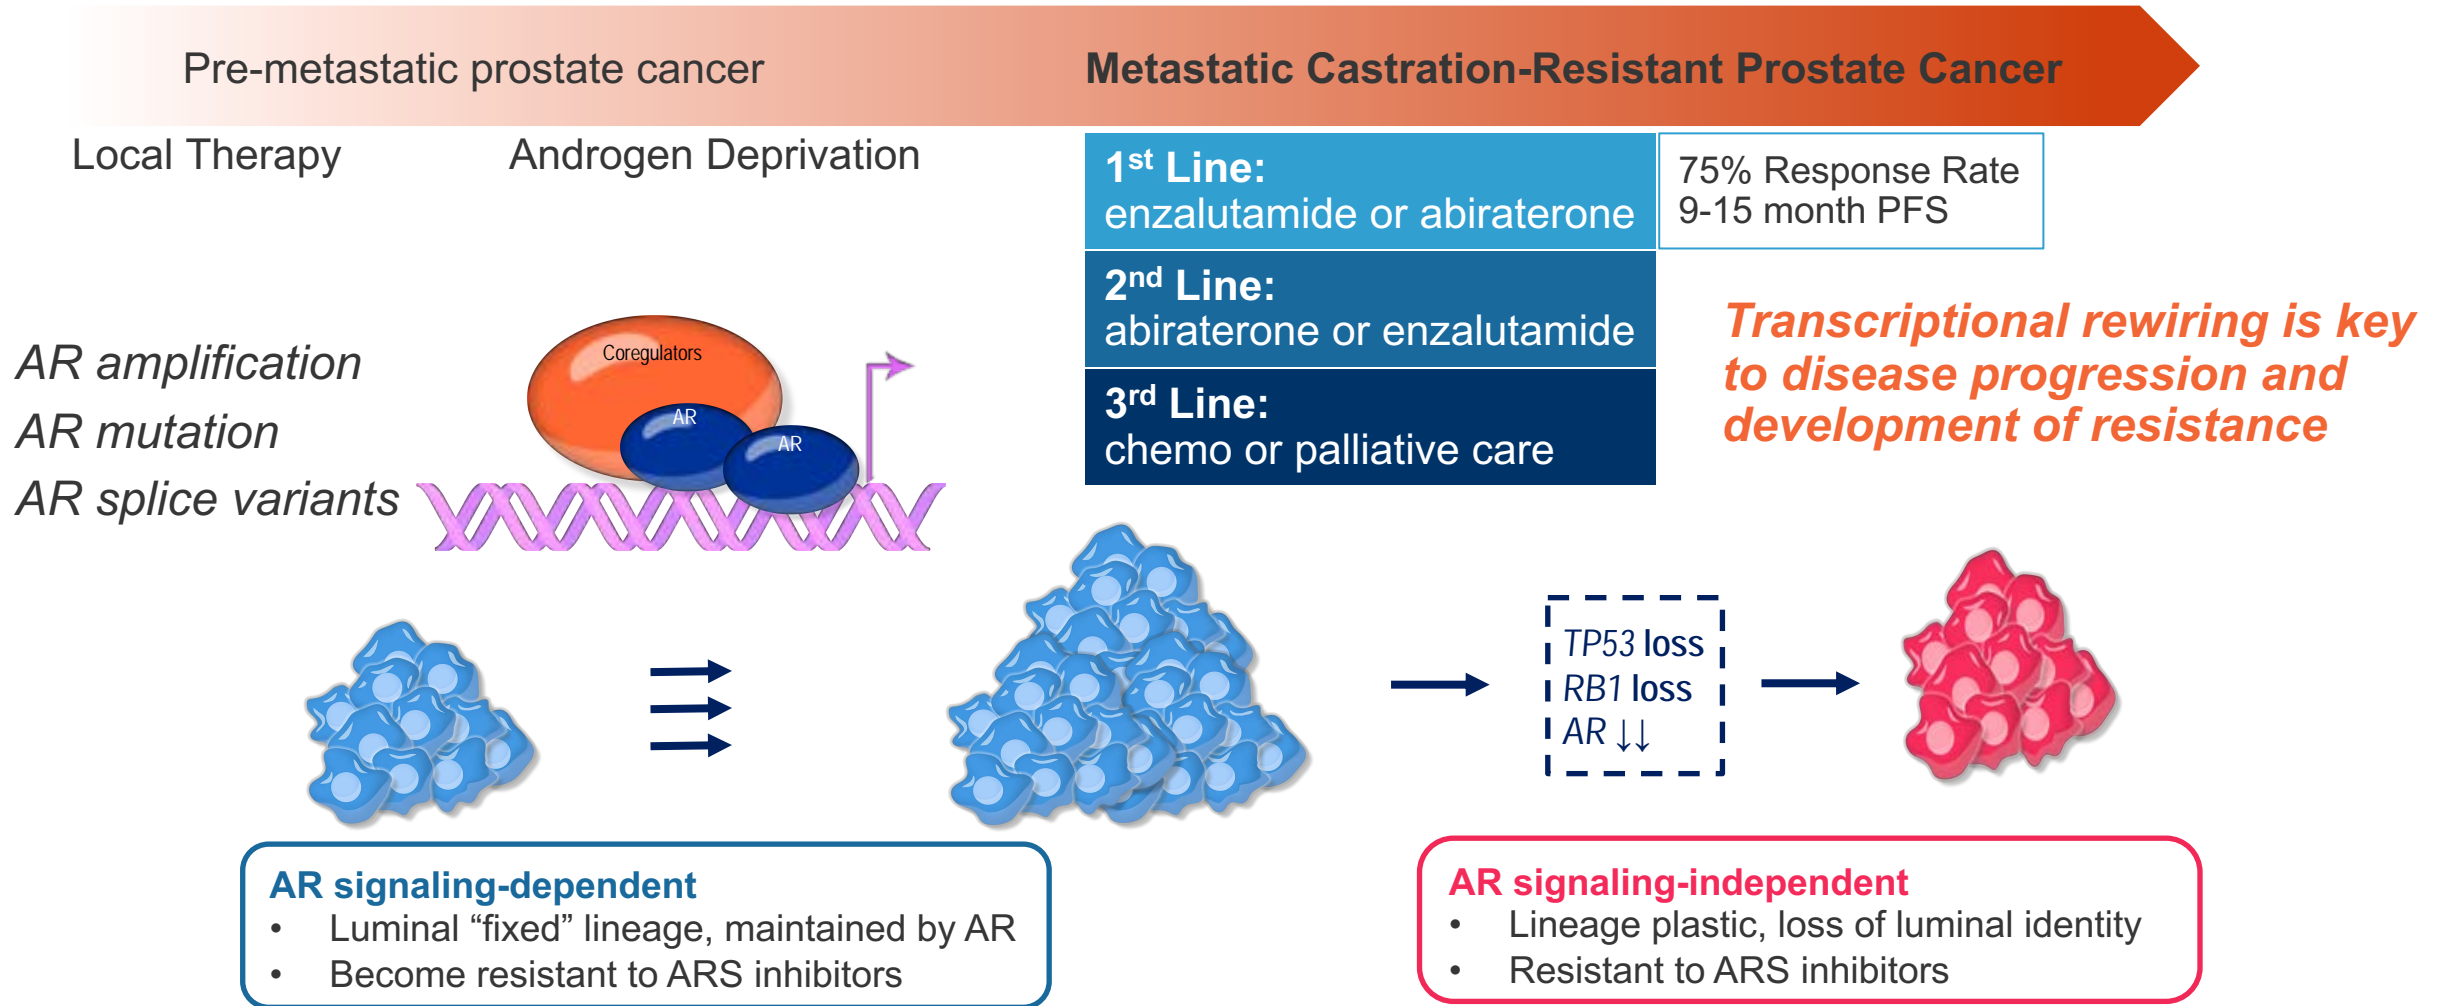 Pre-metastatic prostate cancer
Metastatic Castration-Resistant Prostate Cancer
Local Therapy
Androgen Deprivation
1st Line:
enzalutamide or abiraterone
75% Response Rate
9-15 month PFS
2nd Line:
abiraterone or enzalutamide
3rd Line:
chemo or palliative care
Transcriptional rewiring is key
to disease progression and
development of resistance
AR amplification
AR mutation
AR splice variants
Coregulators
AR
AR
TP53 loss
RB1 loss
AR ↓↓
AR signaling-dependent
• Luminal “fixed” lineage, maintained by AR
• Become resistant to ARS inhibitors
AR signaling-independent
• Lineage plastic, loss of luminal identity
• Resistant to ARS inhibitors